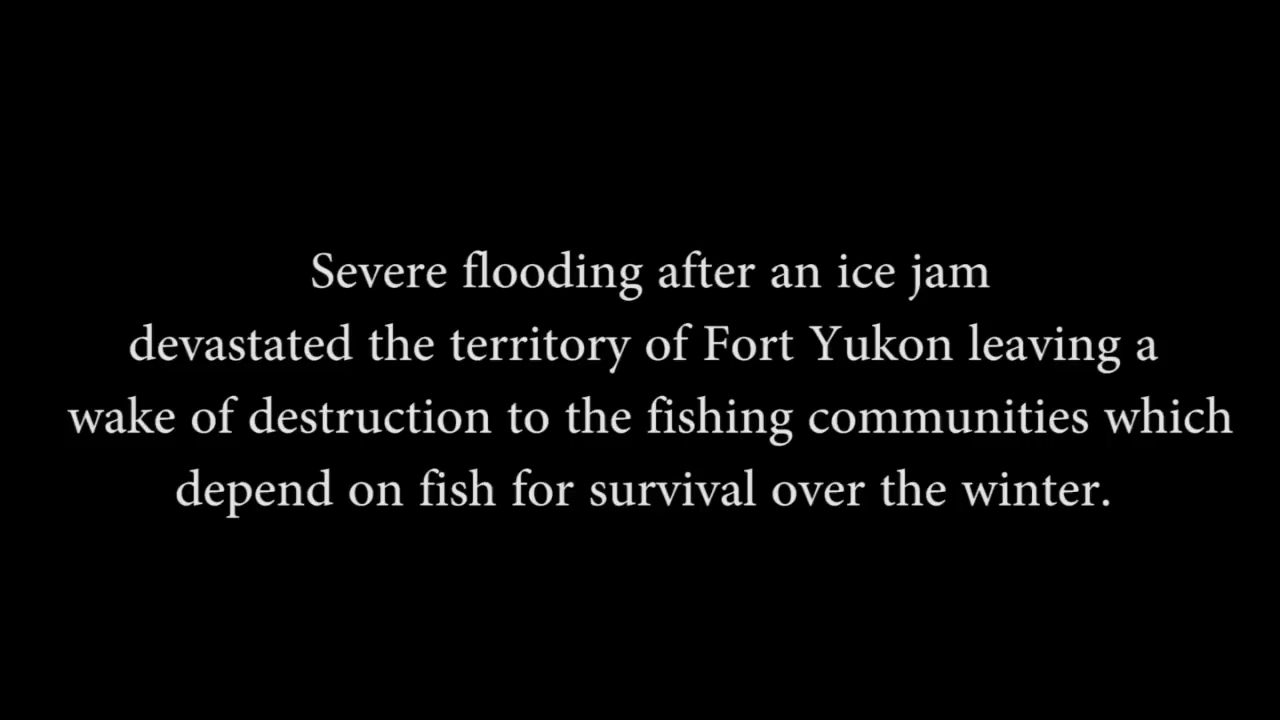 Severe flooding after an ice jam
devastated the territory of Fort Yukon leaving a
wake of destruction to the fishing communities which
depend on fish for survival over the winter.